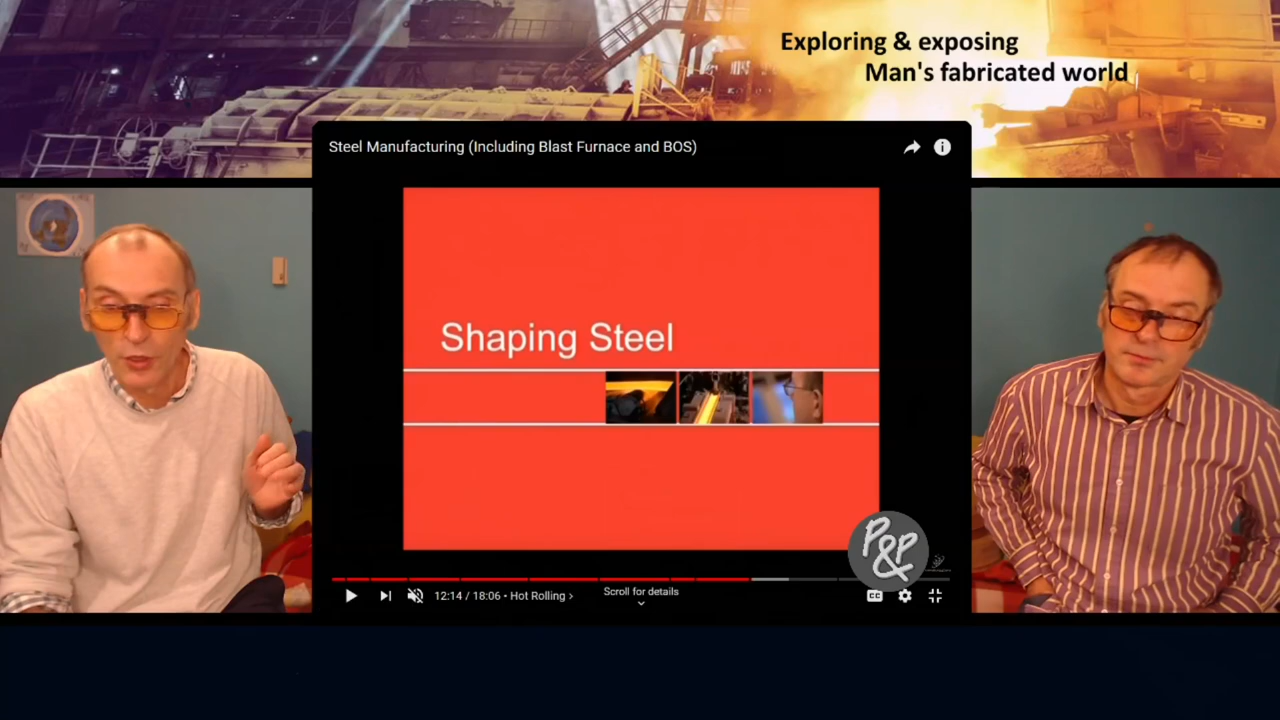 Exploring & exposing
Man's fabricated world
Steel Manufacturing (Including Blast Furnace and BOS)
Shaping Steel
P&P
12:14 / 18:06 • Hot Rolling ›
Scroll for details
CC